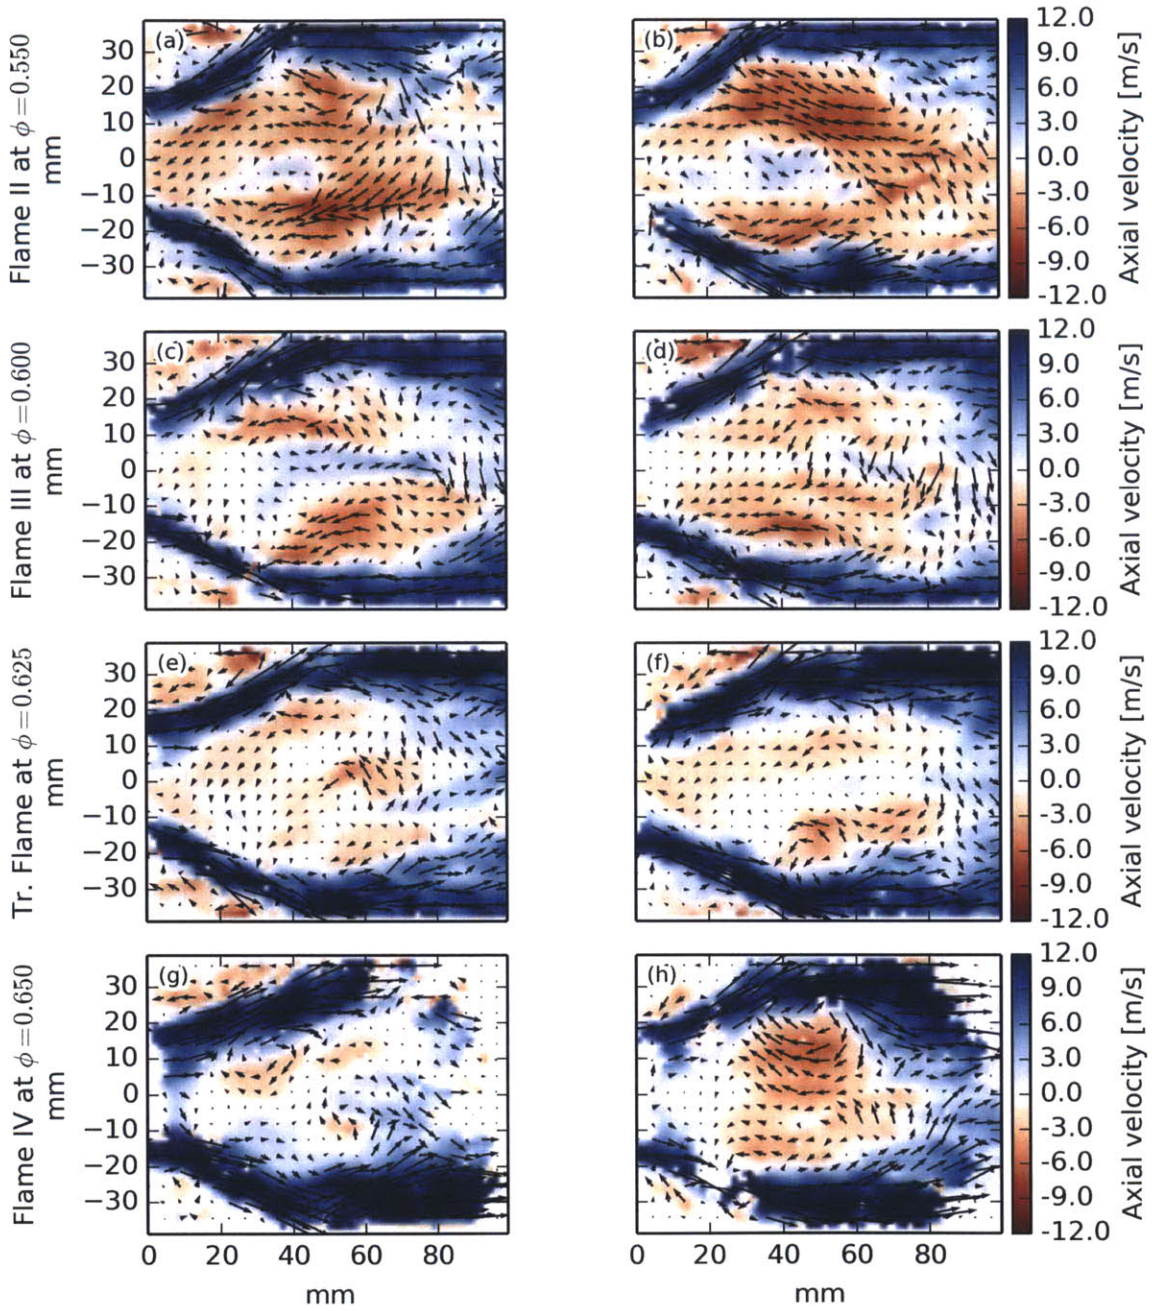 Flame II at ϕ=0.550
mm
30
20
10
0
−10
−20
−30
(a)
(b)
12.0
9.0
6.0
3.0
0.0
-3.0
-6.0
-9.0
-12.0
Axial velocity [m/s]
Flame III at ϕ=0.600
mm
30
20
10
0
−10
−20
−30
(c)
(d)
12.0
9.0
6.0
3.0
0.0
-3.0
-6.0
-9.0
-12.0
Axial velocity [m/s]
Tr. Flame at ϕ=0.625
mm
30
20
10
0
−10
−20
−30
(e)
(f)
12.0
9.0
6.0
3.0
0.0
-3.0
-6.0
-9.0
-12.0
Axial velocity [m/s]
Flame IV at ϕ=0.650
mm
30
20
10
0
−10
−20
−30
(g)
(h)
12.0
9.0
6.0
3.0
0.0
-3.0
-6.0
-9.0
-12.0
Axial velocity [m/s]
0 20 40 60 80
0 20 40 60 80
mm
mm